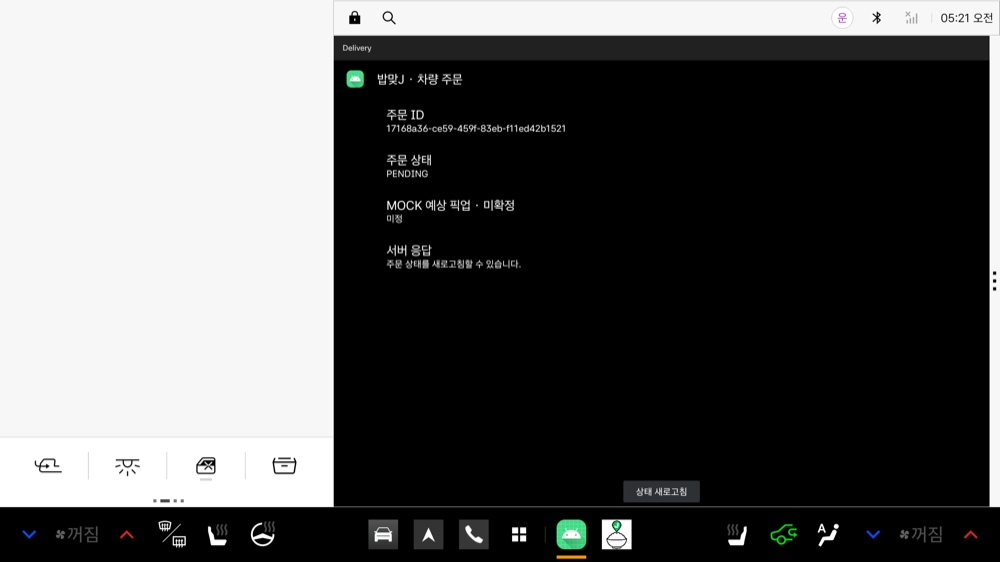 운
05:21 오전
Delivery
밥맞J · 차량 주문
주문 ID
17168a36-ce59-459f-83eb-f11ed42b1521
주문 상태
PENDING
MOCK 예상 픽업 · 미확정
미정
서버 응답
주문 상태를 새로고침할 수 있습니다.
상태 새로고침
꺼짐
A
꺼짐